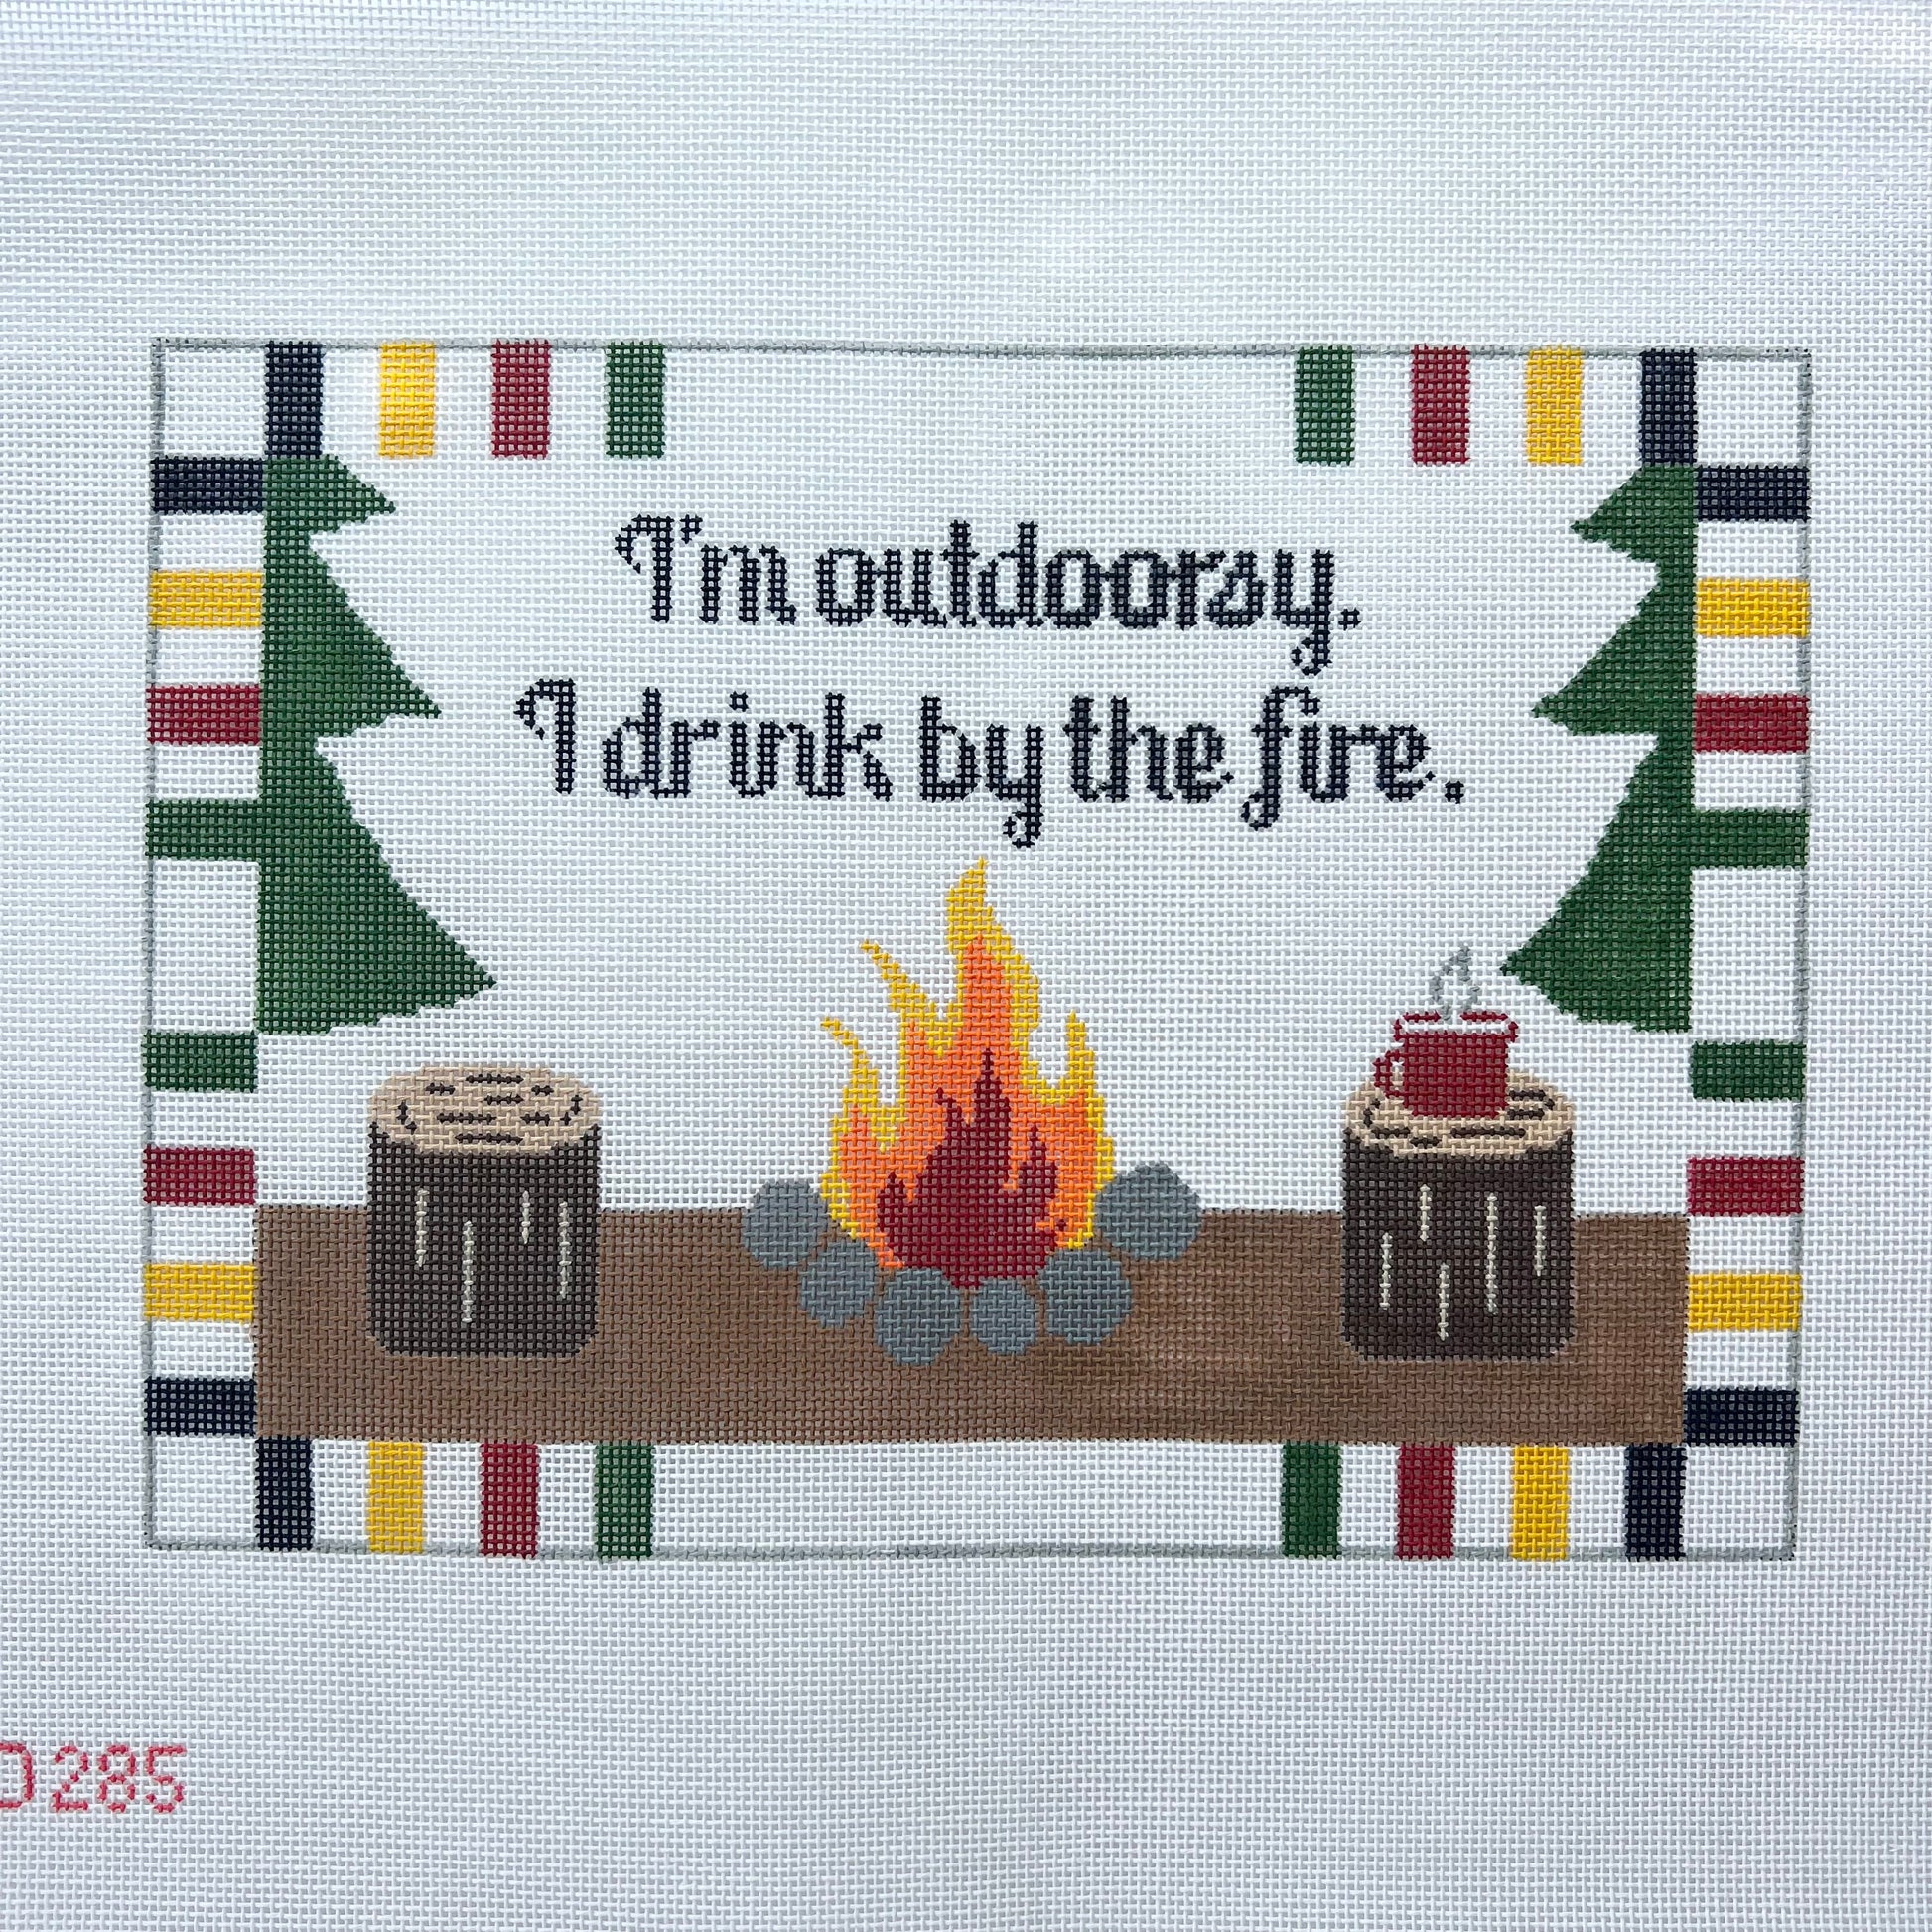 I'm outdoorsy.
I drink by the fire.
D285